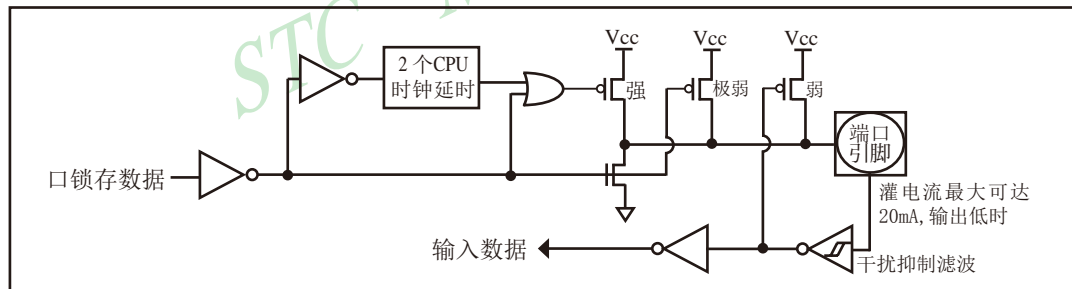 STC
Vcc
Vcc
Vcc
2个CPU
时钟延时
强
极弱
弱
端口
引脚
口锁存数据
灌电流最大可达
20mA,输出低时
输入数据
干扰抑制滤波